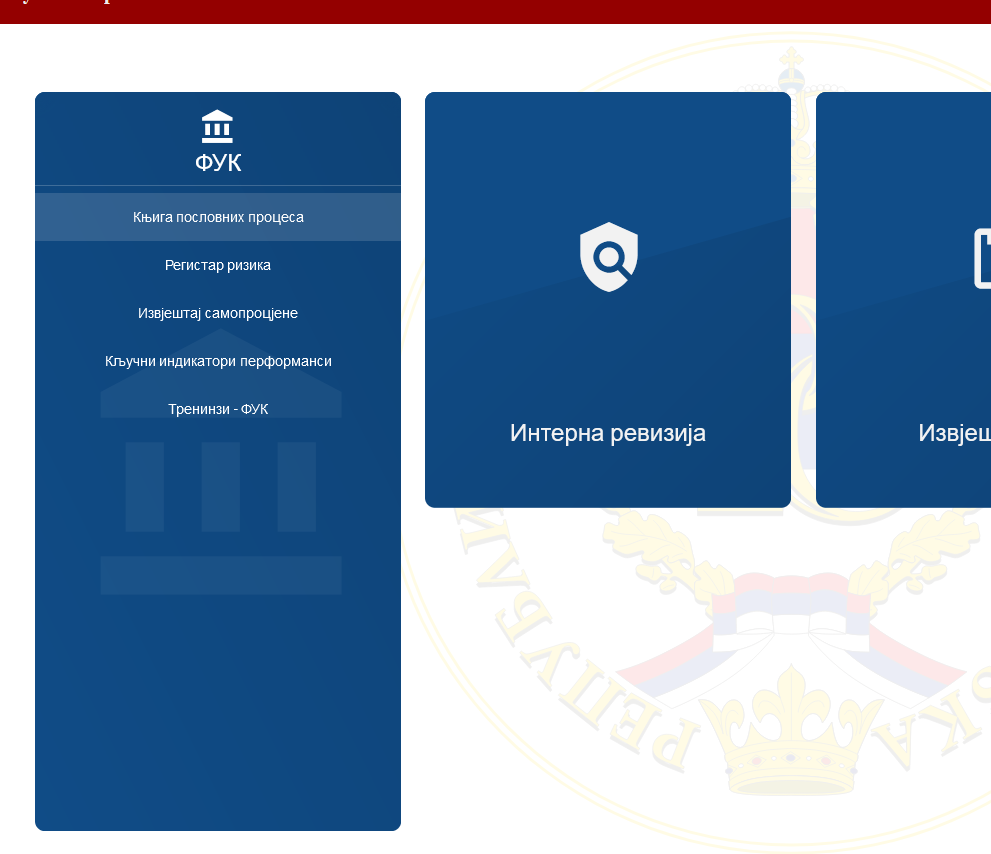 ФУК
Књига пословних процеса
Регистар ризика
Извјештај самопроцјене
Кључни индикатори перформанси
Тренинзи - ФУК
Интерна ревизија